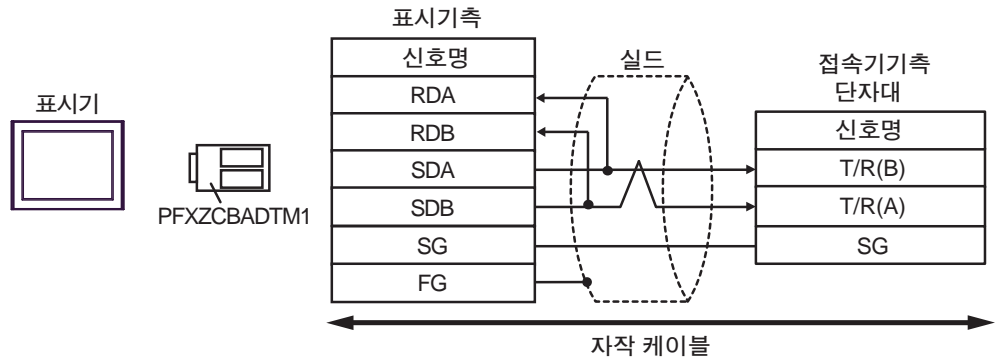 표시기
PFXZCBADTM1
표시기측
신호명
RDA
RDB
SDA
SDB
SG
FG
실드
접속기기측
단자대
신호명
T/R(B)
T/R(A)
SG
자작 케이블